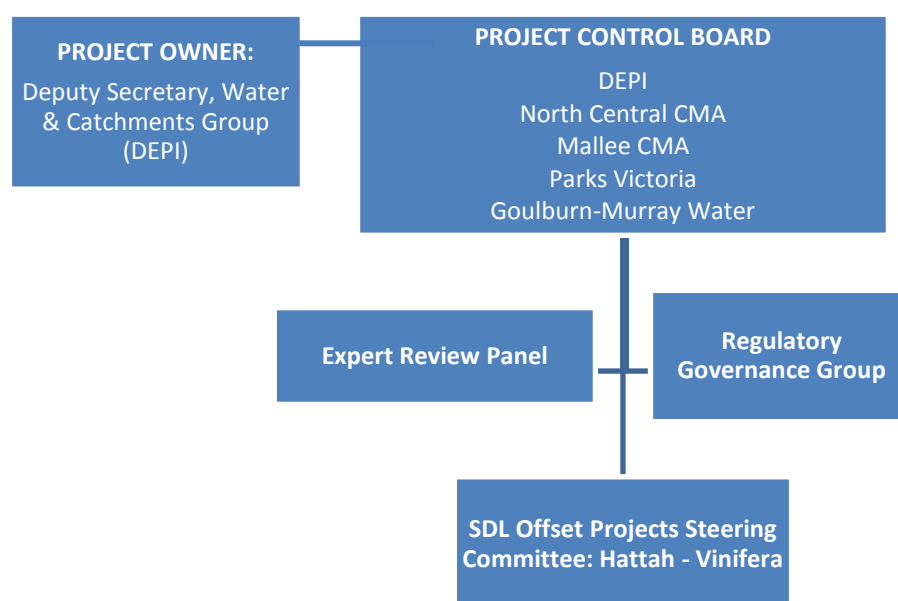 PROJECT OWNER:
Deputy Secretary, Water
& Catchments Group
(DEPI)
PROJECT CONTROL BOARD
DEPI
North Central CMA
Mallee CMA
Parks Victoria
Goulburn-Murray Water
Expert Review Panel
Regulatory
Governance Group
SDL Offset Projects Steering
Committee: Hattah - Vinifera